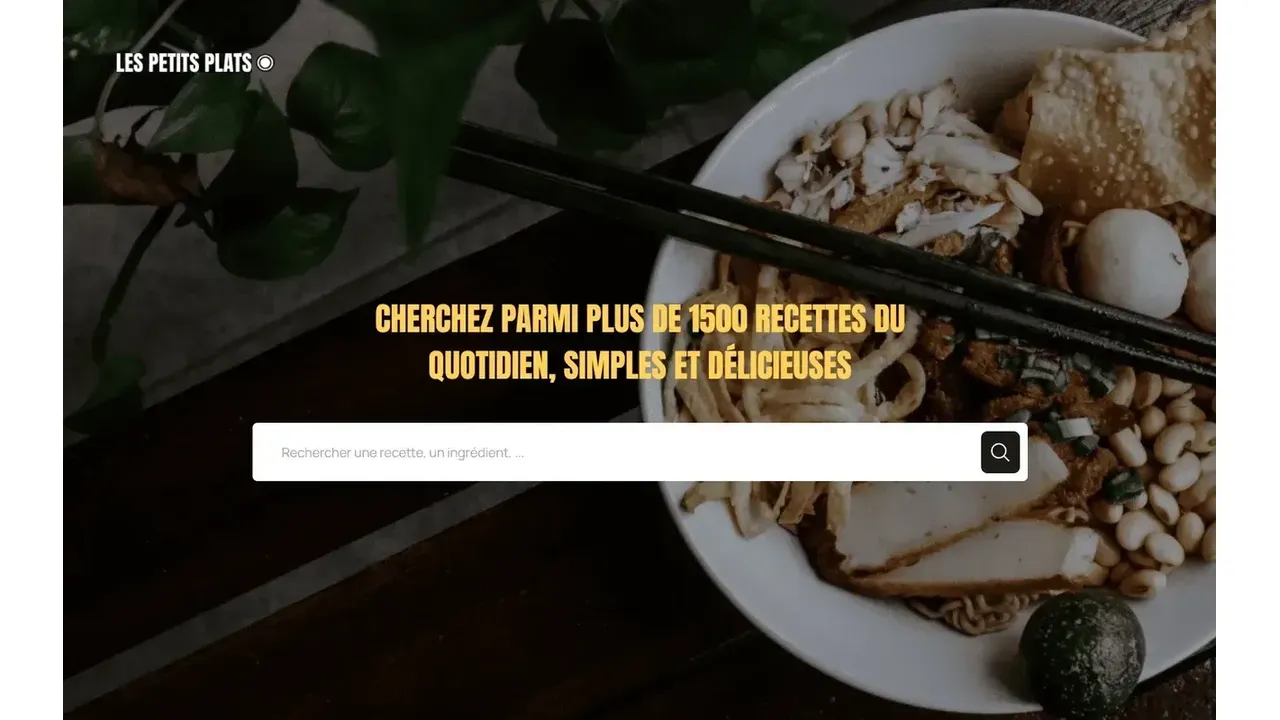 LES PETITS PLATS
CHERCHEZ PARMI PLUS DE 1500 RECETTES DU
QUOTIDIEN, SIMPLES ET DÉLICIEUSES
Rechercher une recette, un ingrédient, ...